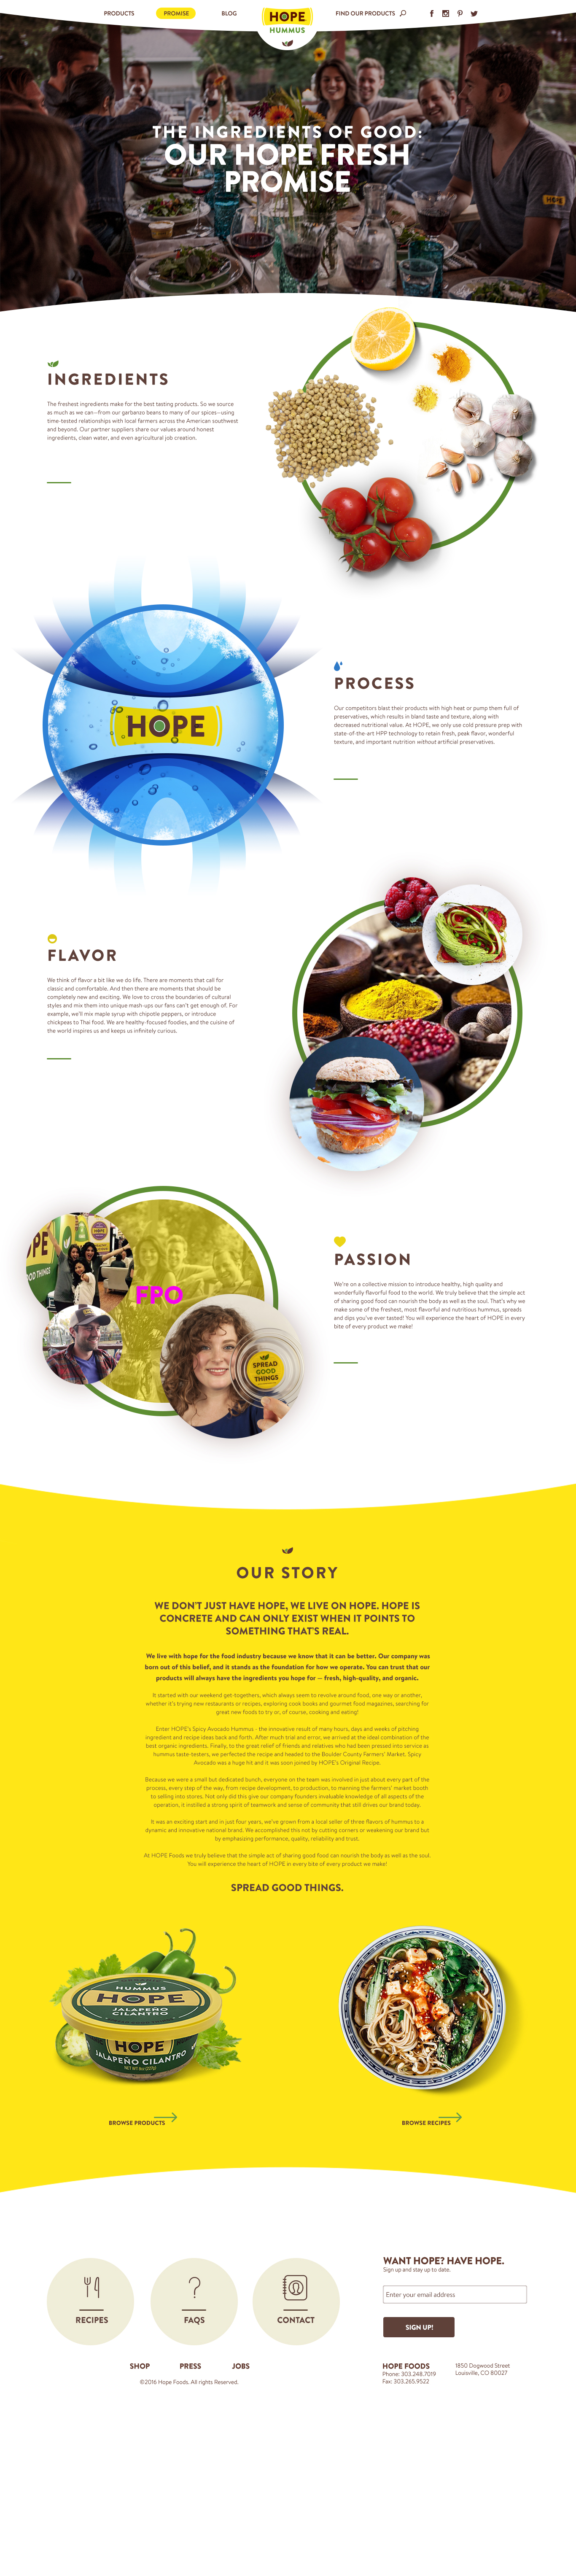 PRODUCTS
PROMISE
BLOG
HOPE
HUMMUS
FIND OUR PRODUCTS
THE INGREDIENTS OF GOOD:
OUR HOPE FRESH
PROMISE
INGREDIENTS
The freshest ingredients make for the best tasting products. So we source
as much as we can—from our garbanzo beans to many of our spices—using
time-tested relationships with local farmers across the American southwest
and beyond. Our partner suppliers share our values around honest
ingredients, clean water, and even agricultural job creation.
HOPE
PROCESS
Our competitors blast their products with high heat or pump them full of
preservatives, which results in bland taste and texture, along with
decreased nutritional value. At HOPE, we only use cold pressure prep with
state-of-the-art HPP technology to retain fresh, peak flavor, wonderful
texture, and important nutrition without artificial preservatives.
FLAVOR
We think of flavor a bit like we do life. There are moments that call for
classic and comfortable. And then there are moments that should be
completely new and exciting. We love to cross the boundaries of cultural
styles and mix them into unique mash-ups our fans can't get enough of. For
example, we'll mix maple syrup with chipotle peppers, or introduce
chickpeas to Thai food. We are healthy-focused foodies, and the cuisine of
the world inspires us and keeps us infinitely curious.
FPO
SPREAD
GOOD
THINGS
PASSION
We're on a collective mission to introduce healthy, high quality and
wonderfully flavorful food to the world. We truly believe that the simple act
of sharing good food can nourish the body as well as the soul. That's why we
make some of the freshest, most flavorful and nutritious hummus, spreads
and dips you've ever tasted! You will experience the heart of HOPE in every
bite of every product we make!
OUR STORY
WE DON'T JUST HAVE HOPE, WE LIVE ON HOPE. HOPE IS
CONCRETE AND CAN ONLY EXIST WHEN IT POINTS TO
SOMETHING THAT'S REAL.
We live with hope for the food industry because we know that it can be better. Our company was
born out of this belief, and it stands as the foundation for how we operate. You can trust that our
products will always have the ingredients you hope for — fresh, high-quality, and organic.
It started with our weekend get-togethers, which always seem to revolve around food, one way or another,
whether it's trying new restaurants or recipes, exploring cook books and gourmet food magazines, searching for
great new foods to try or, of course, cooking and eating!
Enter HOPE's Spicy Avocado Hummus - the innovative result of many hours, days and weeks of pitching
ingredient and recipe ideas back and forth. After much trial and error, we arrived at the ideal combination of the
best organic ingredients. Finally, to the great relief of friends and relatives who had been pressed into service as
hummus taste-testers, we perfected the recipe and headed to the Boulder County Farmers' Market. Spicy
Avocado was a huge hit and it was soon joined by HOPE's Original Recipe.
Because we were a small but dedicated bunch, everyone on the team was involved in just about every part of the
process, every step of the way, from recipe development, to production, to manning the farmers' market booth
to selling into stores. Not only did this give our company founders invaluable knowledge of all aspects of the
operation, it instilled a strong sprit of teamwork and sense of community that still drives our brand today.
It was an exciting start and in just four years, we've grown from a local seller of three flavors of hummus to a
dynamic and innovative national brand. We accomplished this not by cutting corners or weakening our brand but
by emphasizing performance, quality, reliability and trust.
At HOPE Foods we truly believe that the simple act of sharing good food can nourish the body as well as the soul.
You will experience the heart of HOPE in every bite of every product we make!
SPREAD GOOD THINGS.
HUMMUS
HOPE
JALAPEÑO
CILANTRO
HOPE
JALAPEÑO CILANTRO
BROWSE PRODUCTS
BROWSE RECIPES
RECIPES
FAQS
CONTACT
WANT HOPE? HAVE HOPE.
Sign up and stay up to date.
Enter your email address
SIGN UP!
SHOP
PRESS
JOBS
©2016 Hope Foods. All rights Reserved.
HOPE FOODS
Phone: 303.248.7019
Fax: 303.265.9522
1850 Dogwood Street
Louisville, CO 80027